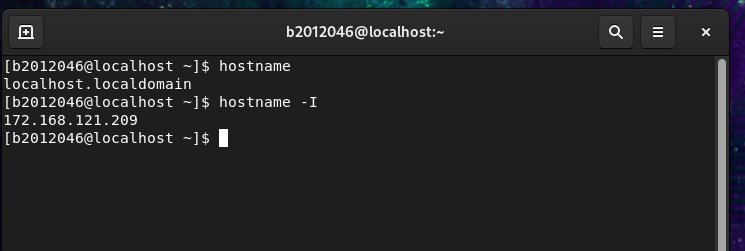 b2012046@localhost:~
[b2012046@localhost ~]$ hostname
localhost.localdomain
[b2012046@localhost ~]$ hostname -I
172.168.121.209
[b2012046@localhost ~]$